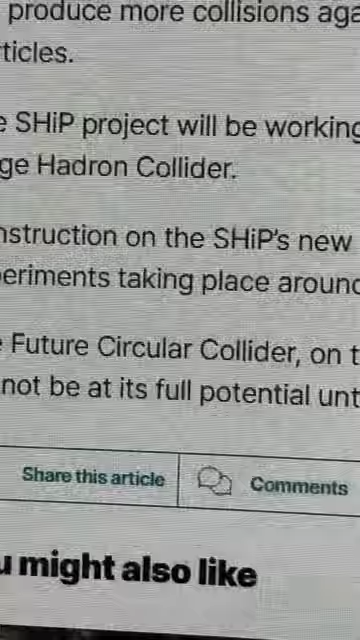 produce more collisions aga
ticles.
e SHiP project will be working
ge Hadron Collider.
nstruction on the SHiP's new
periments taking place around
e Future Circular Collider, on t
not be at its full potential unt
Share this article
Comments
u might also like